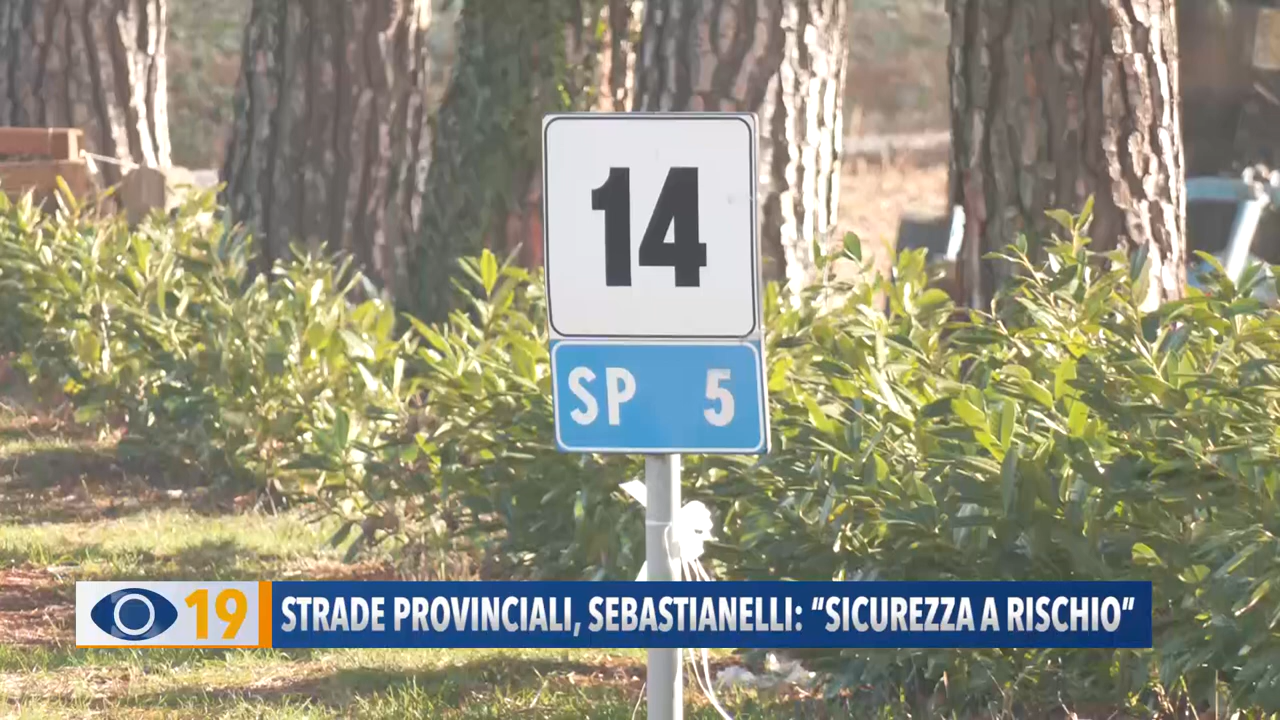 14
SP 5
19 STRADE PROVINCIALI, SEBASTIANELLI: “SICUREZZA A RISCHIO”